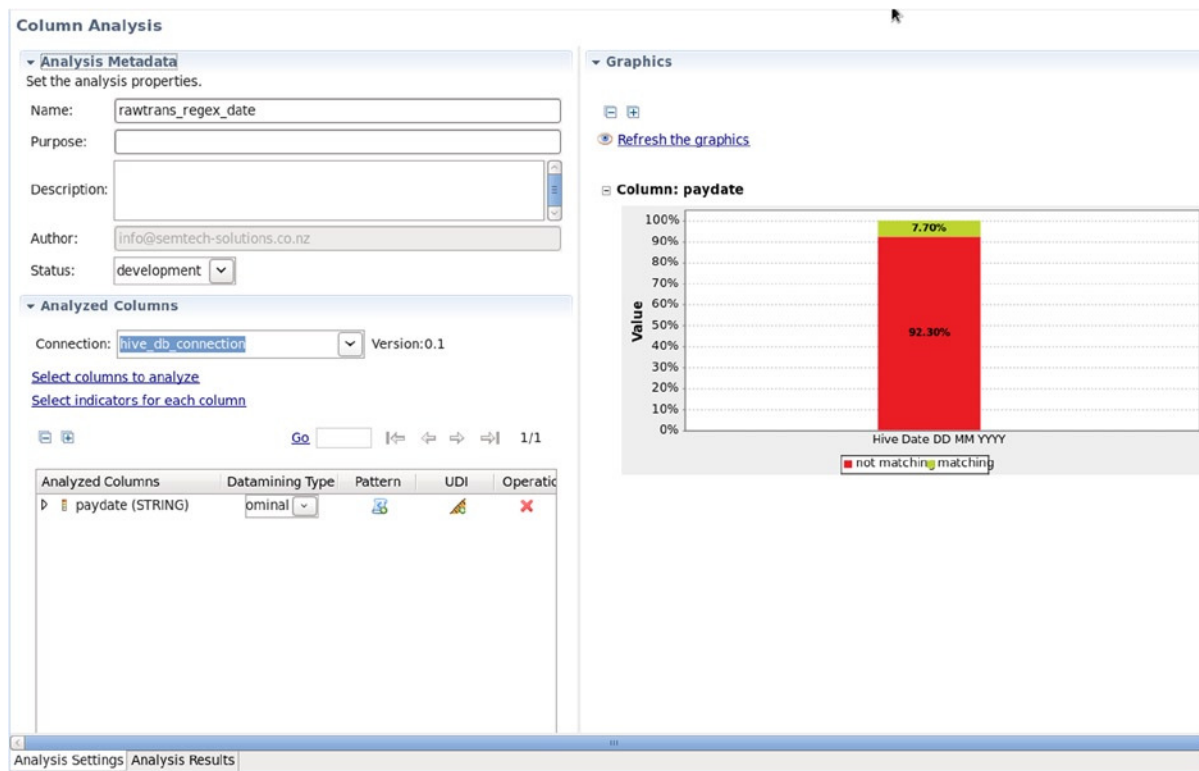 Column Analysis
Analysis Metadata
Set the analysis properties.
Name: rawtrans_regex_date
Purpose:
Description:
Author: info@semtech-solutions.co.nz
Status: development
Analyzed Columns
Connection: hive_db_connection Version:0.1
Select columns to analyze
Select indicators for each column
Go 1/1
Analyzed Columns Datamining Type Pattern UDI Operatio
paydate (STRING) ominal
Graphics
Refresh the graphics
Column: paydate
100%
90%
80%
70%
60%
50%
40%
30%
20%
10%
0%
Value
7.70%
92.30%
Hive Date DD MM YYYY
not matching matching
Analysis Settings Analysis Results